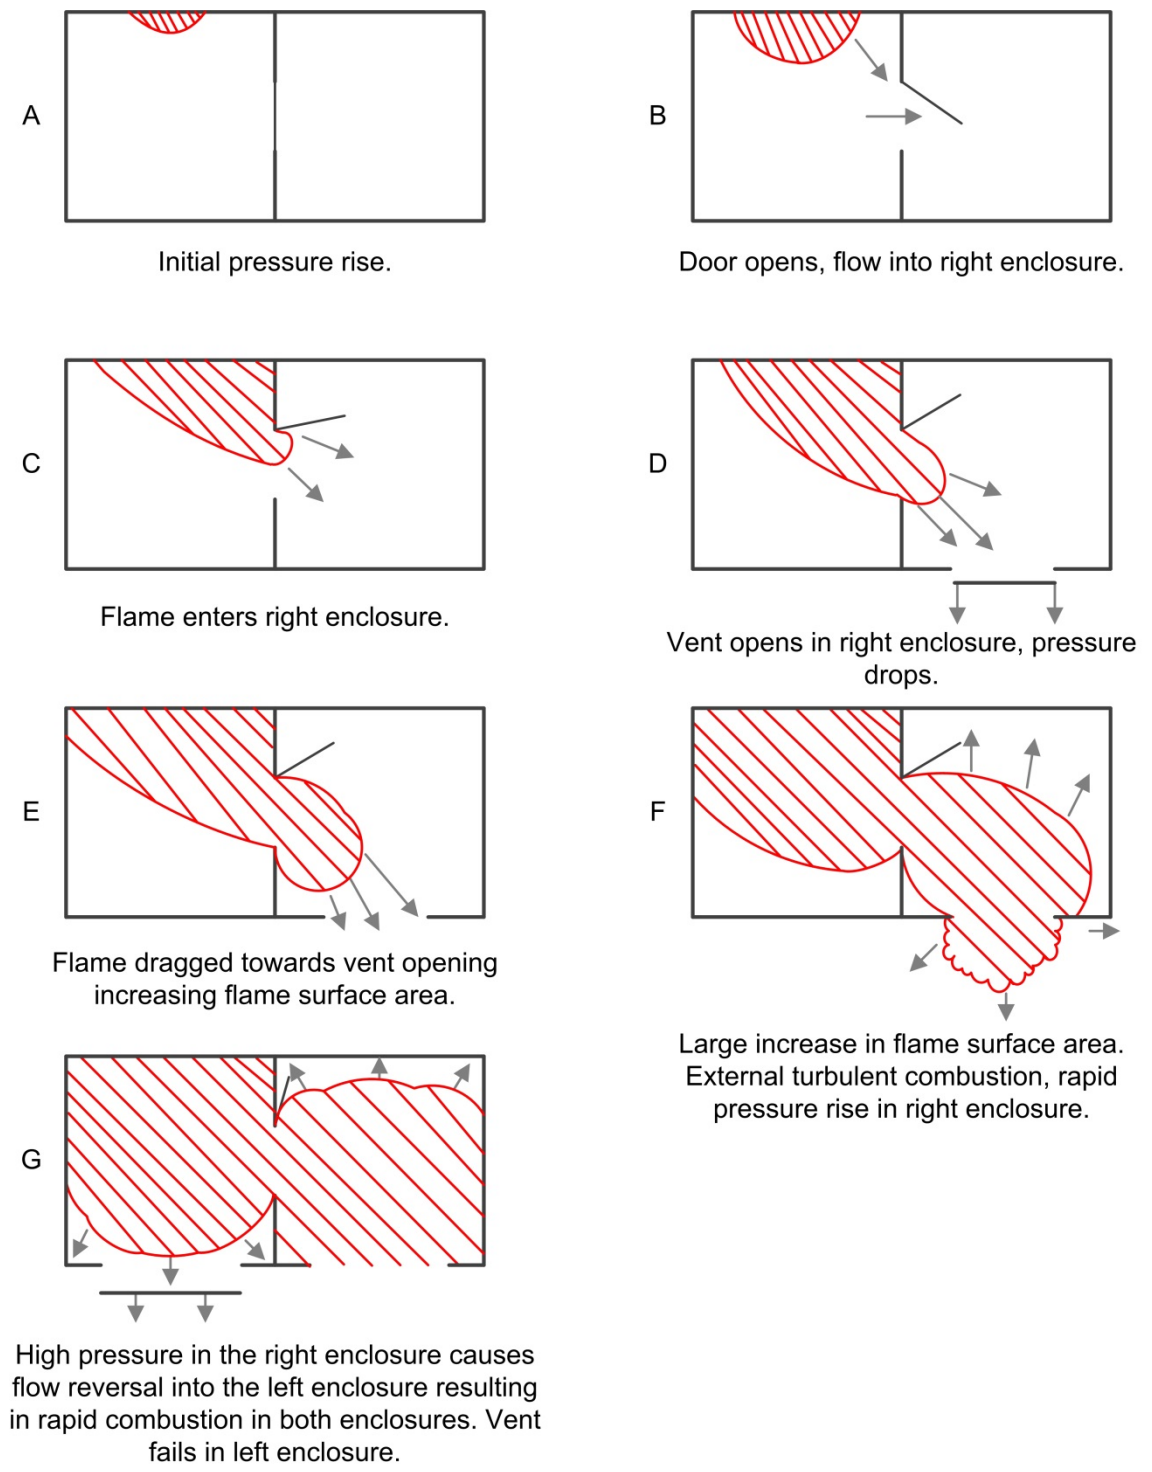 A
Initial pressure rise.
B
Door opens, flow into right enclosure.
C
Flame enters right enclosure.
D
Vent opens in right enclosure, pressure
drops.
E
Flame dragged towards vent opening
increasing flame surface area.
F
Large increase in flame surface area.
External turbulent combustion, rapid
pressure rise in right enclosure.
G
High pressure in the right enclosure causes
flow reversal into the left enclosure resulting
in rapid combustion in both enclosures. Vent
fails in left enclosure.